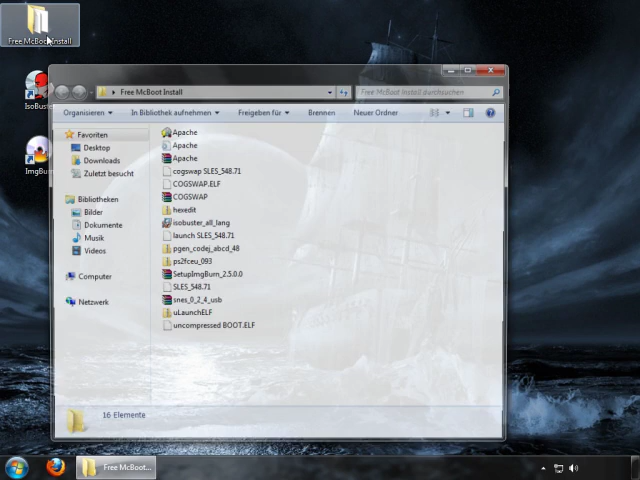 Free McBoot Install
IsoBuste
ImgBu
Free McBoot Install
Free McBoot Install durchsuchen
Organisieren
In Bibliothek aufnehmen
Freigeben für
Brennen
Neuer Ordner
Favoriten
Desktop
Downloads
Zuletzt besucht
Bibliotheken
Bilder
Dokumente
Musik
Videos
Computer
Netzwerk
Apache
Apache
Apache
cogswap SLES_548.71
COGSWAP.ELF
COGSWAP
hexedit
isobuster_all_lang
launch SLES_548.71
pgen_codej_abcd_48
ps2fceu_093
SetupImgBurn_2.5.0.0
SLES_548.71
snes_0_2_4_usb
uLaunchELF
uncompressed BOOT.ELF
16 Elemente
Free McBoot...